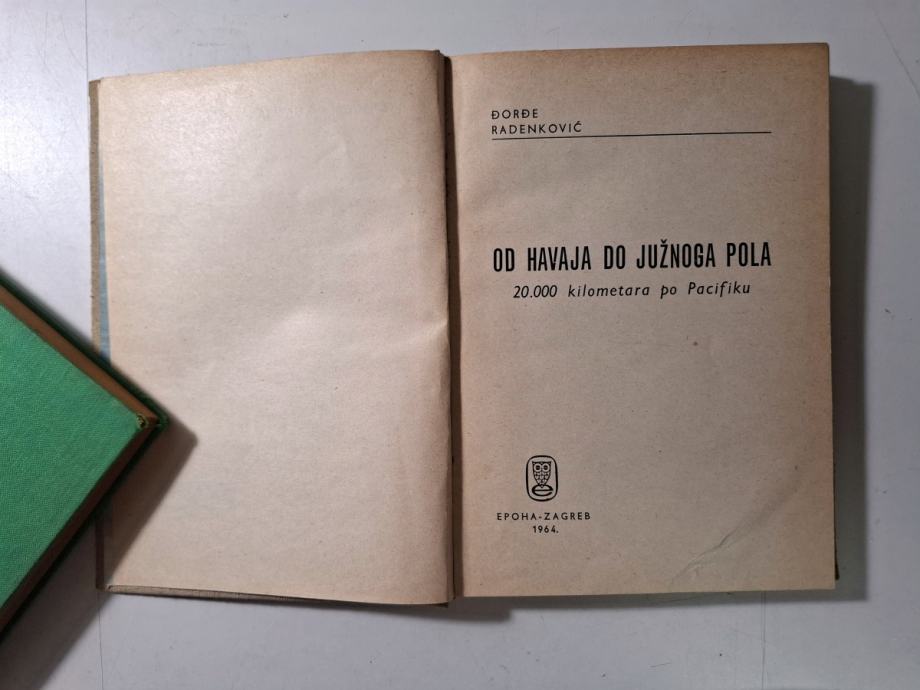 ĐORĐE
RADENKOVIĆ
OD HAVAJA DO JUŽNOGA POLA
20.000 kilometara po Pacifiku
EPOHA-ZAGREB
1964.